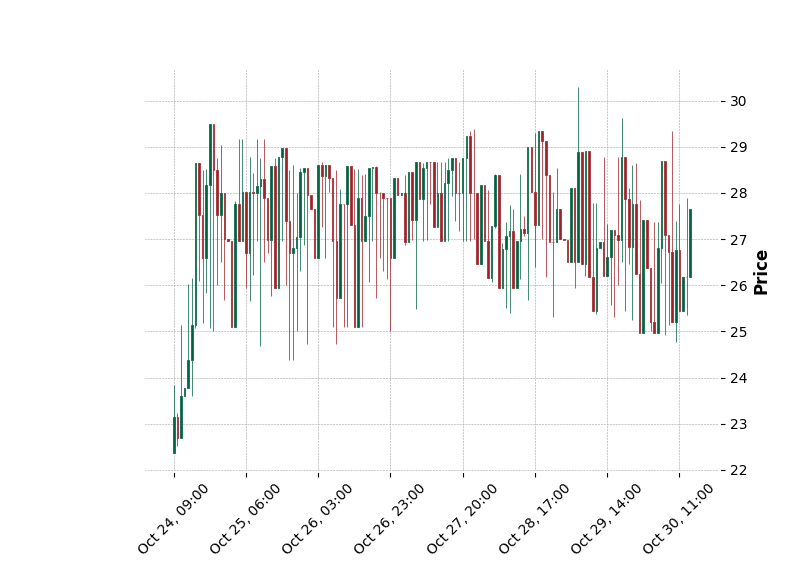 30
29
28
27
26
25
24
23
22
Price
Oct 24, 09:00
Oct 25, 06:00
Oct 26, 03:00
Oct 26, 23:00
Oct 27, 20:00
Oct 28, 17:00
Oct 29, 14:00
Oct 30, 11:00